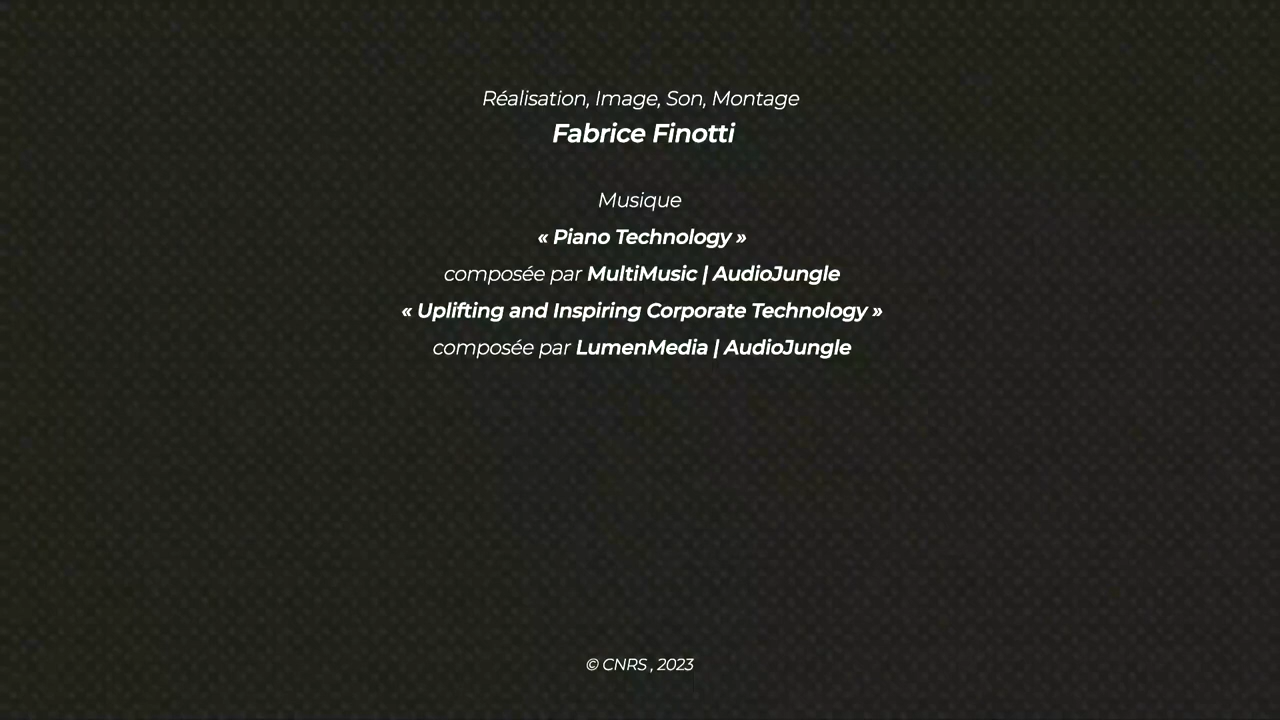 Réalisation, Image, Son, Montage
Fabrice Finotti
Musique
« Piano Technology »
composée par MultiMusic | AudioJungle
« Uplifting and Inspiring Corporate Technology »
composée par LumenMedia | AudioJungle
© CNRS , 2023